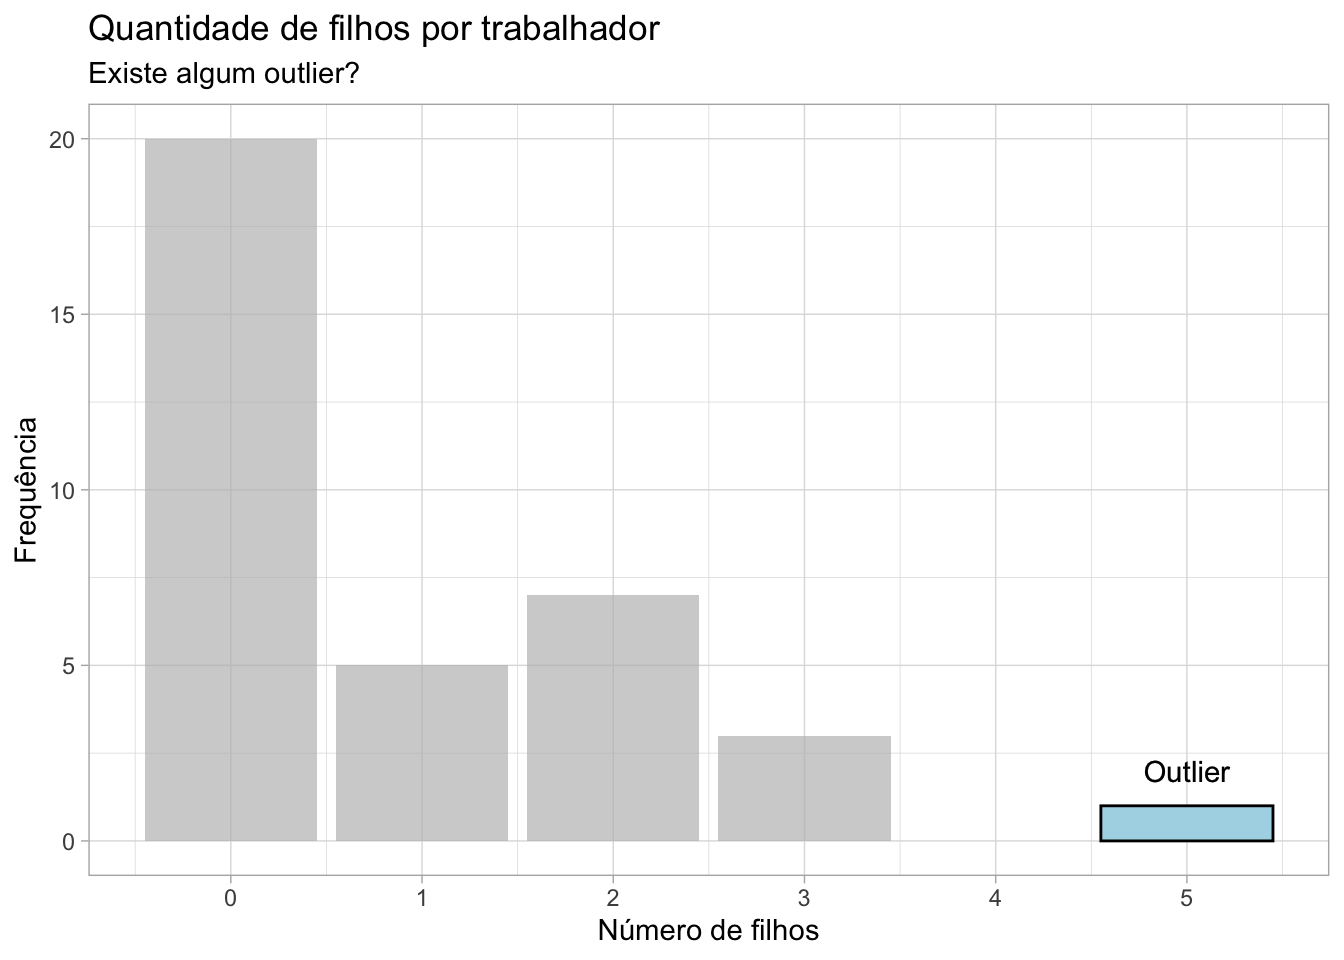 Quantidade de filhos por trabalhador
Existe algum outlier?
20
15
10
5
0
Frequência
Outlier
0 1 2 3 4 5
Número de filhos